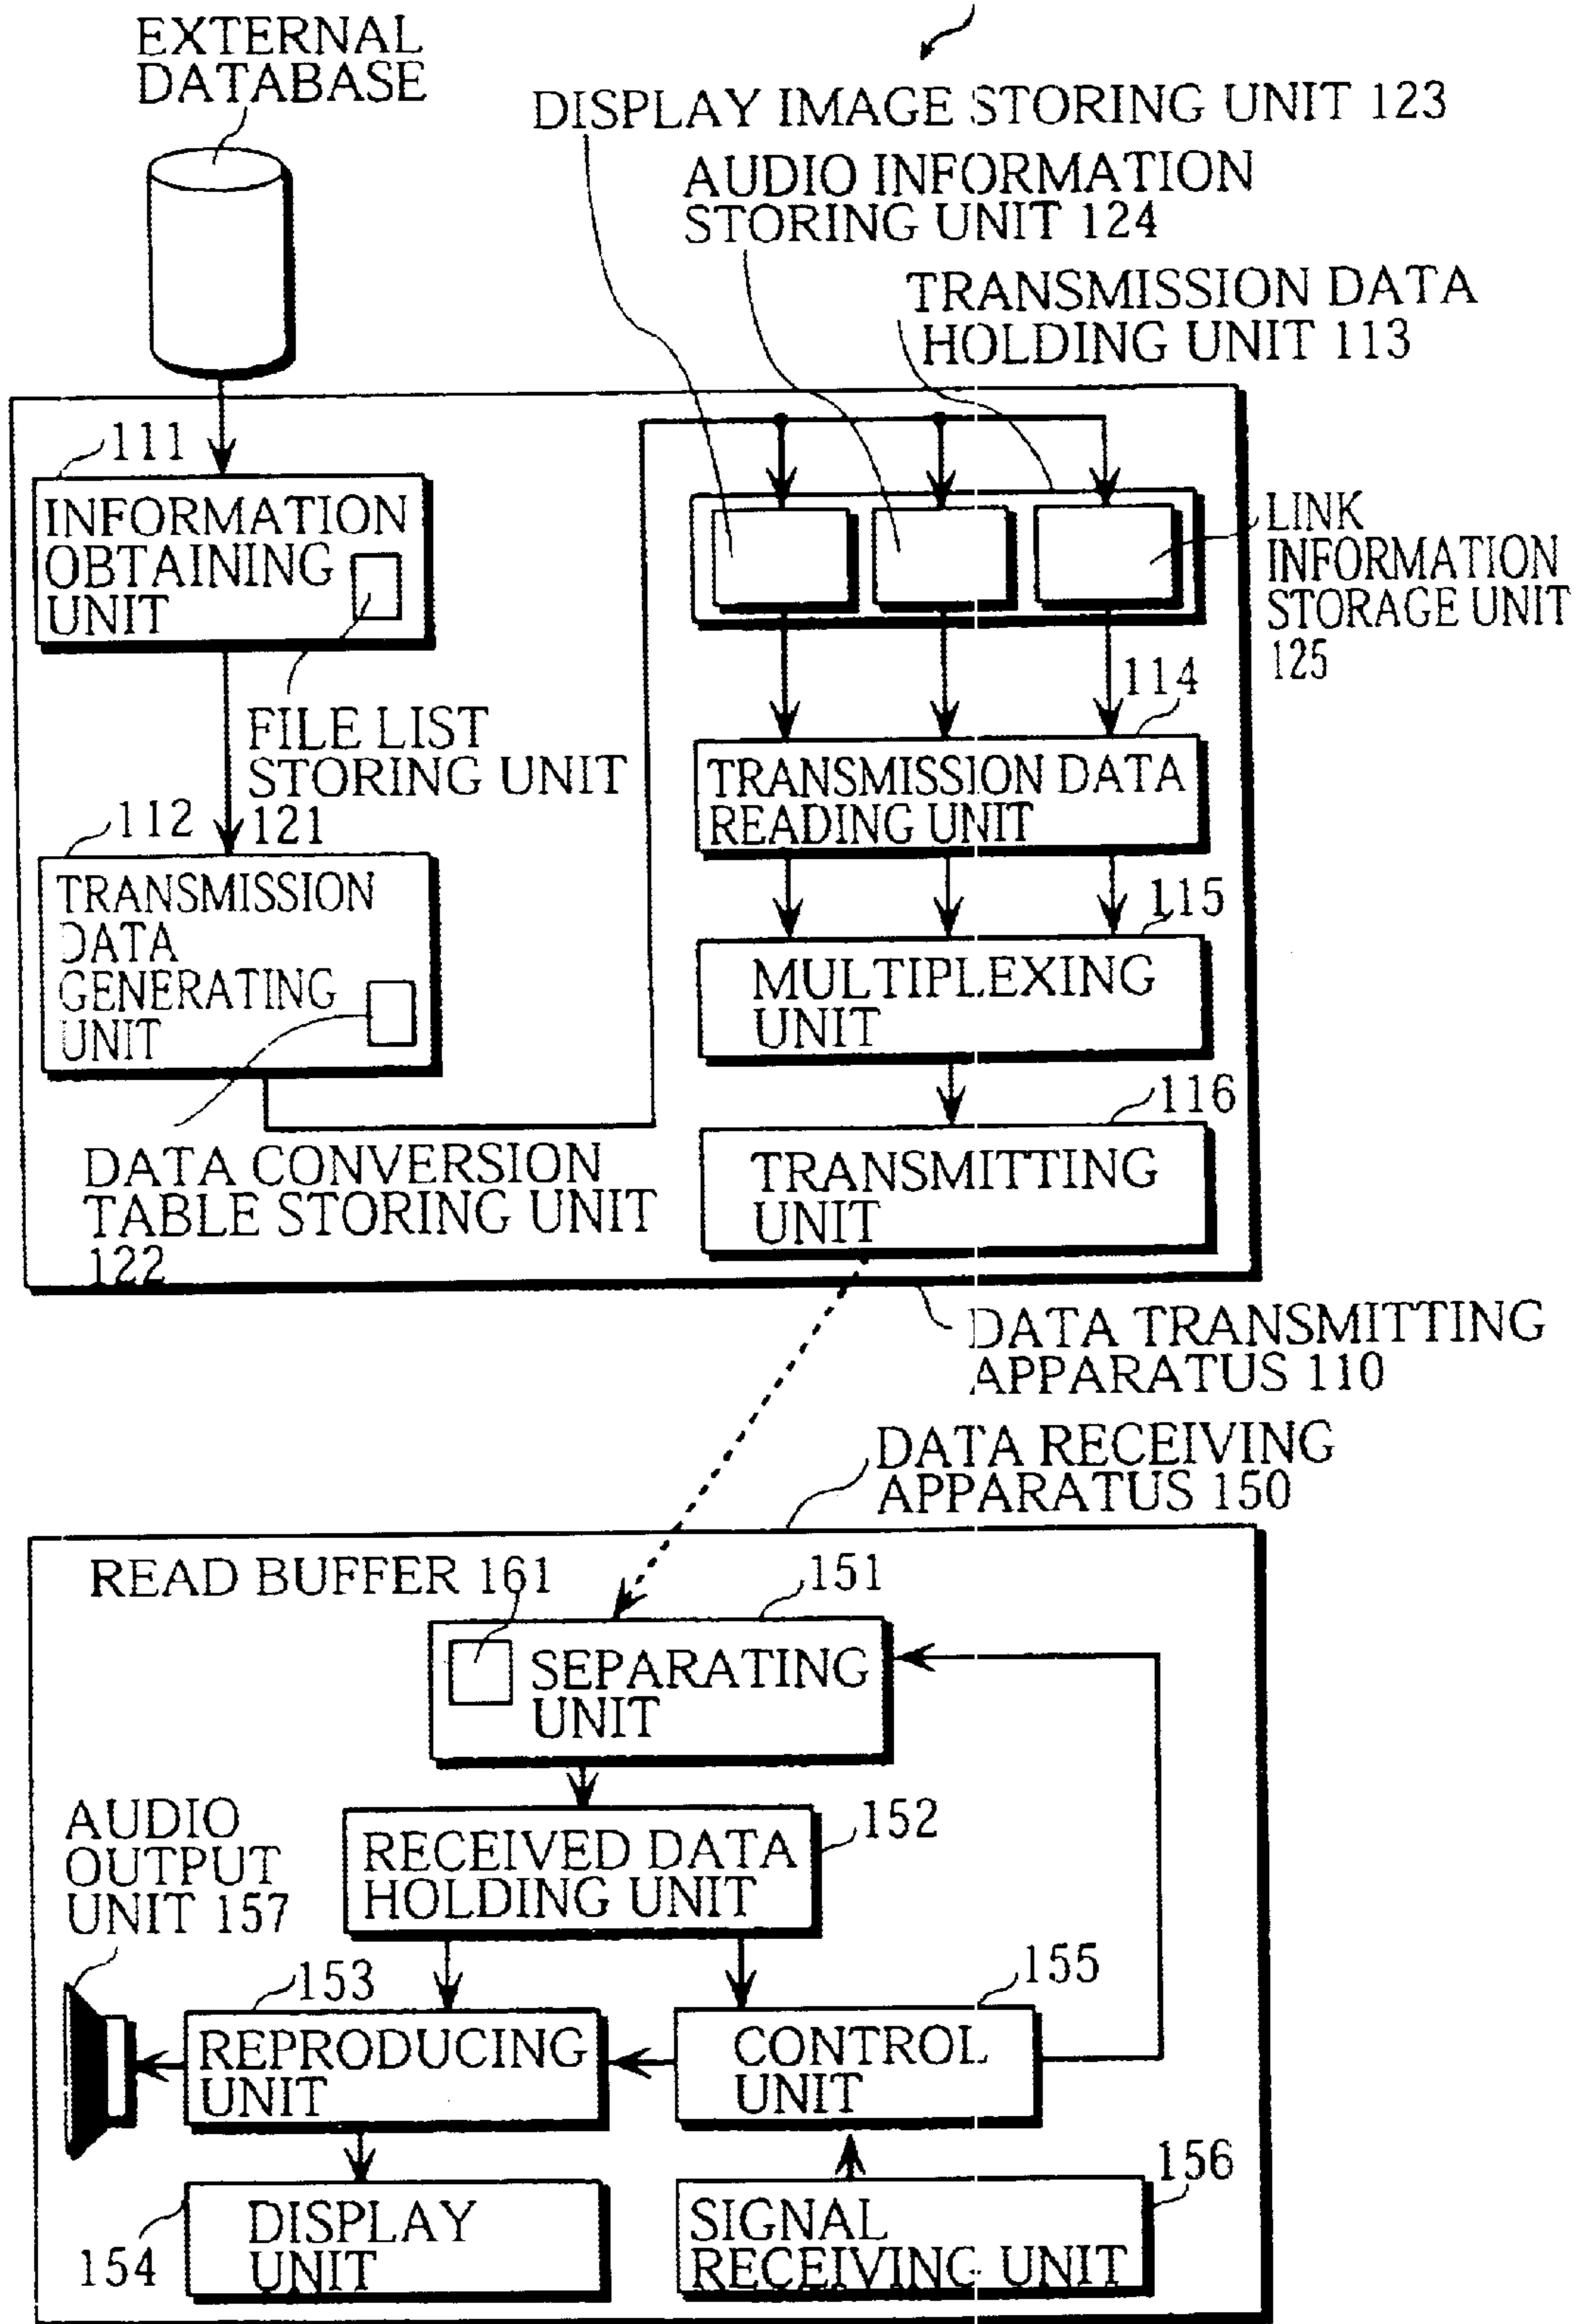 EXTERNAL
DATABASE
DISPLAY IMAGE STORING UNIT 123
AUDIO INFORMATION
STORING UNIT 124
TRANSMISSION DATA
HOLDING UNIT 113
111
INFORMATION
OBTAINING
UNIT
LINK
INFORMATION
STORAGE UNIT
125
FILE LIST
STORING UNIT
121
114
TRANSMISSION DATA
READING UNIT
112
TRANSMISSION
DATA
GENERATING
UNIT
115
MULTIPLEXING
UNIT
116
TRANSMITTING
UNIT
DATA CONVERSION
TABLE STORING UNIT
122
DATA TRANSMITTING
APPARATUS 110
DATA RECEIVING
APPARATUS 150
READ BUFFER 161
151
SEPARATING
UNIT
AUDIO
OUTPUT
UNIT 157
152
RECEIVED DATA
HOLDING UNIT
153
REPRODUCING
UNIT
155
CONTROL
UNIT
154
DISPLAY
UNIT
156
SIGNAL
RECEIVING UNIT